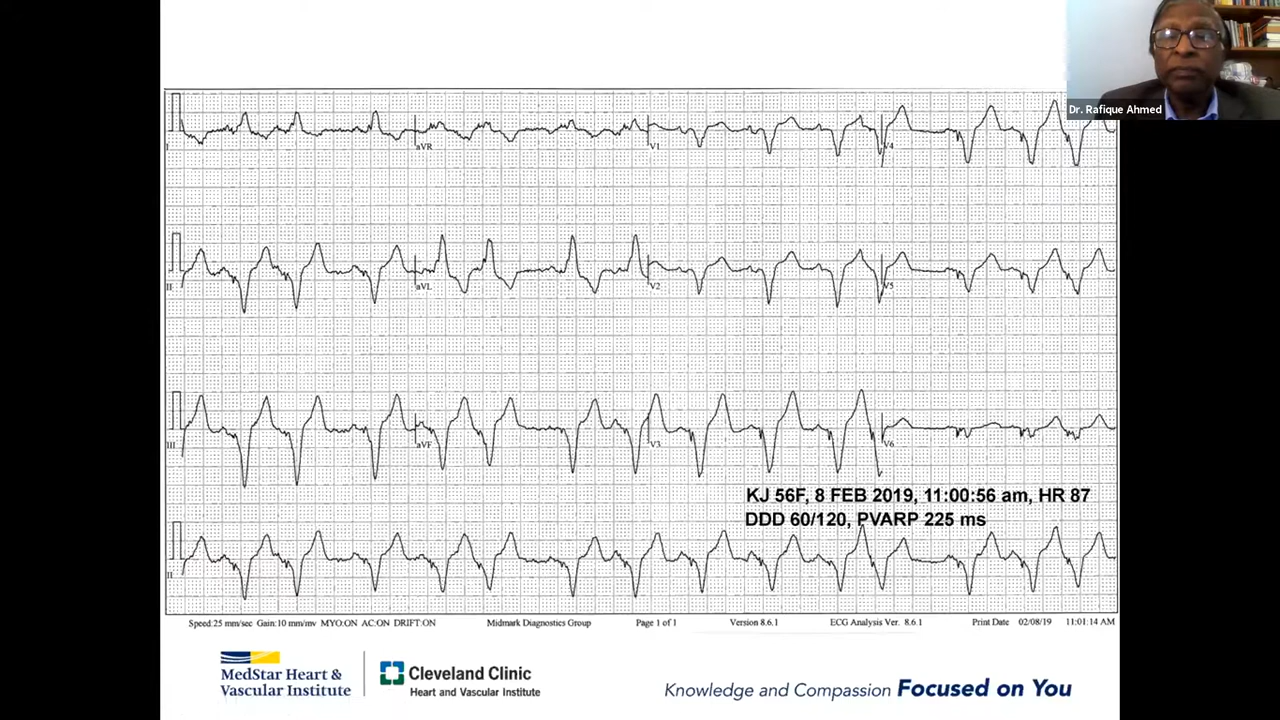 Dr. Rafique Ahmed
I
aVR
V1
V4
II
aVL
V2
V5
III
aVF
V3
V6
KJ 56F, 8 FEB 2019, 11:00:56 am, HR 87
DDD 60/120, PVARP 225 ms
II
Speed:25 mm/sec Gain:10 mm/mv MYO:ON AC:ON DRIFT:ON Midmark Diagnostics Group Page 1 of 1 Version 8.6.1 ECG Analysis Ver. 8.6.1 Print Date 02/08/19 11:01:14 AM
MedStar Heart &
Vascular Institute
Cleveland Clinic
Heart and Vascular Institute
Knowledge and Compassion Focused on You